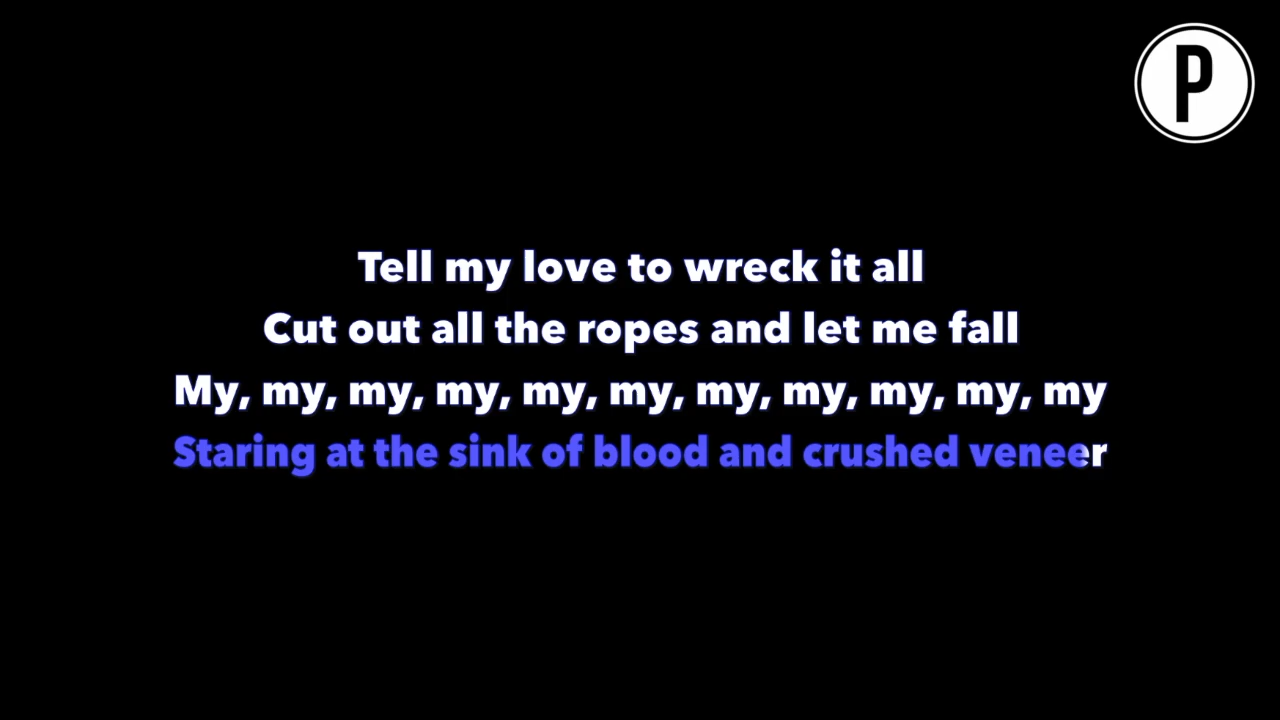 P
Tell my love to wreck it all
Cut out all the ropes and let me fall
My, my, my, my, my, my, my, my, my, my, my
Staring at the sink of blood and crushed veneer